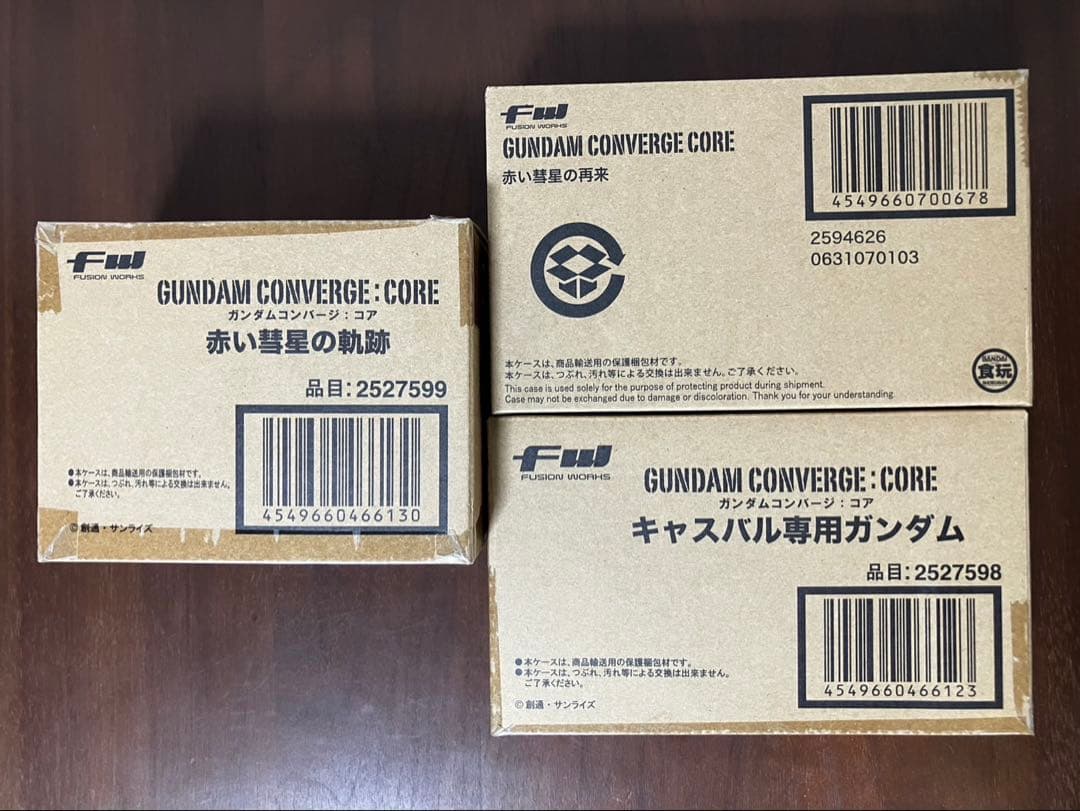 FW
FUSION WORKS
GUNDAM CONVERGE:CORE
ガンダムコンバージ:コア
赤い彗星の軌跡
品目:2527599
●本ケースは、商品輸送用の保護梱包材です。
●本ケースは、つぶれ、汚れ等による交換は出来ません。
ご了承ください。
4549660466130
©創通・サンライズ
FW
FUSION WORKS
GUNDAM CONVERGE CORE
赤い彗星の再来
4549660700678
2594626
0631070103
本ケースは、商品輸送用の保護梱包材です。
本ケースは、つぶれ、汚れ等による交換は出来ません。ご了承ください。
This case is used solely for the purpose of protecting product during shipment.
Case may not be exchanged due to damage or discoloration. Thank you for your understanding.
BANDAI
食玩
FW
FUSION WORKS
GUNDAM CONVERGE:CORE
ガンダムコンバージ:コア
キャスバル専用ガンダム
品目:2527598
●本ケースは、商品輸送用の保護梱包材です。
●本ケースは、つぶれ、汚れ等による交換は出来ません。
ご了承ください。
4549660466123
©創通・サンライズ